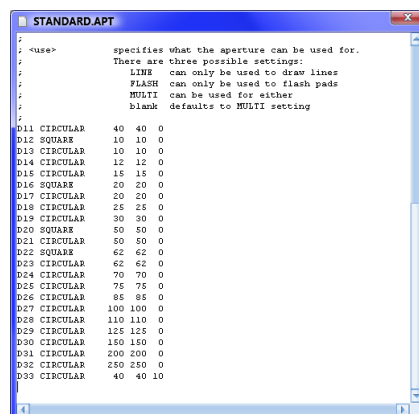 STANDARD.APT
;
; <use> specifies what the aperture can be used for.
; There are three possible settings:
; LINE can only be used to draw lines
; FLASH can only be used to flash pads
; MULTI can be used for either
; blank defaults to MULTI setting
;
D11 CIRCULAR 40 40 0
D12 SQUARE 10 10 0
D13 CIRCULAR 10 10 0
D14 CIRCULAR 12 12 0
D15 CIRCULAR 15 15 0
D16 SQUARE 20 20 0
D17 CIRCULAR 20 20 0
D18 CIRCULAR 25 25 0
D19 CIRCULAR 30 30 0
D20 SQUARE 50 50 0
D21 CIRCULAR 50 50 0
D22 SQUARE 62 62 0
D23 CIRCULAR 62 62 0
D24 CIRCULAR 70 70 0
D25 CIRCULAR 75 75 0
D26 CIRCULAR 85 85 0
D27 CIRCULAR 100 100 0
D28 CIRCULAR 110 110 0
D29 CIRCULAR 125 125 0
D30 CIRCULAR 150 150 0
D31 CIRCULAR 200 200 0
D32 CIRCULAR 250 250 0
D33 CIRCULAR 40 40 10